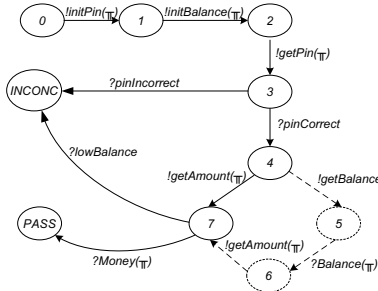 !initPin(π) !initBalance(π)
0 1 2
!getPin(π)
?pinIncorrect
INCONC 3
?pinCorrect
?lowBalance 4
!getAmount(π) !getBalance
PASS 7 !getAmount(π) 5
?Money(π) ?Balance(π)
6